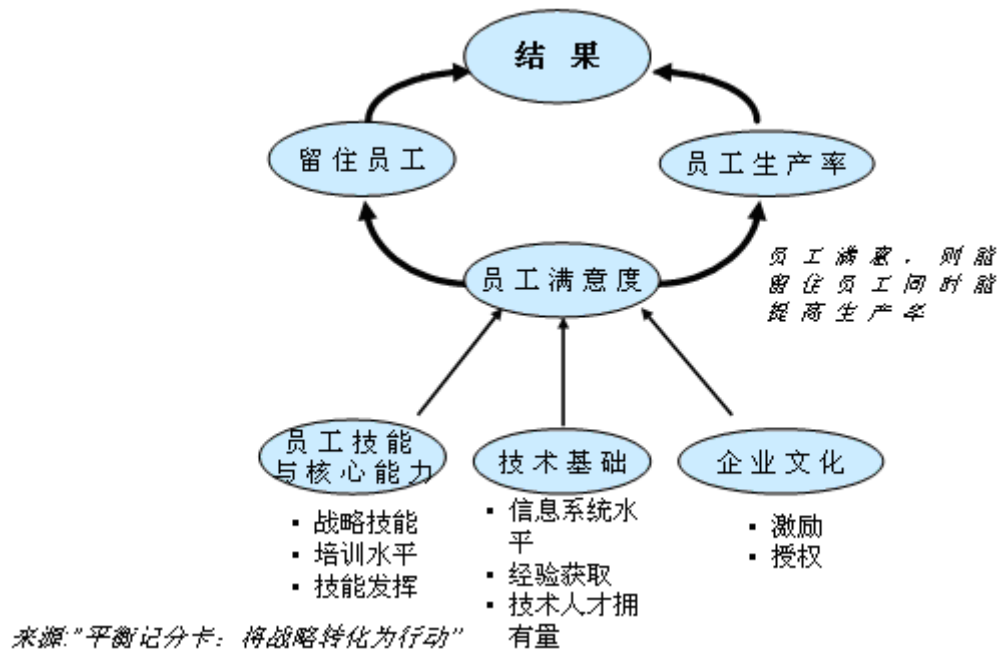 结 果
留住员工
员工生产率
员工满意度
员工满意，则能
留住员工同时能
提高生产率
员工技能
与核心能力
技术基础
企业文化
▪ 战略技能
▪ 培训水平
▪ 技能发挥
▪ 信息系统水
平
▪ 经验获取
▪ 技术人才拥
有量
▪ 激励
▪ 授权
来源:"平衡记分卡：将战略转化为行动"